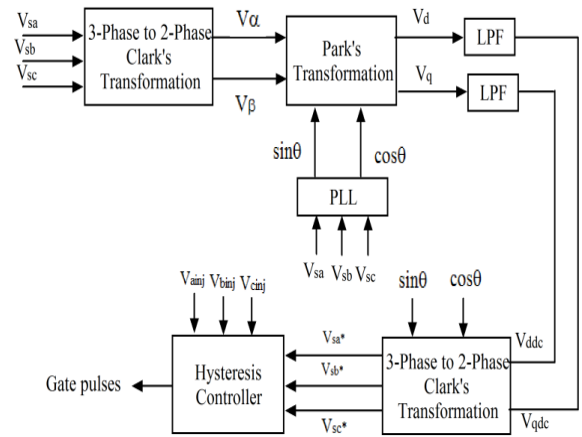 Vsa
Vsb
Vsc
3-Phase to 2-Phase
Clark's
Transformation
Vα
Vβ
Park's
Transformation
Vd
Vq
LPF
LPF
sinθ
cosθ
PLL
Vsa Vsb Vsc
Vainj Vbinj Vcinj
sinθ
cosθ
Vsa*
Vsb*
Vsc*
Vddc
Vqdc
3-Phase to 2-Phase
Clark's
Transformation
Hysteresis
Controller
Gate pulses